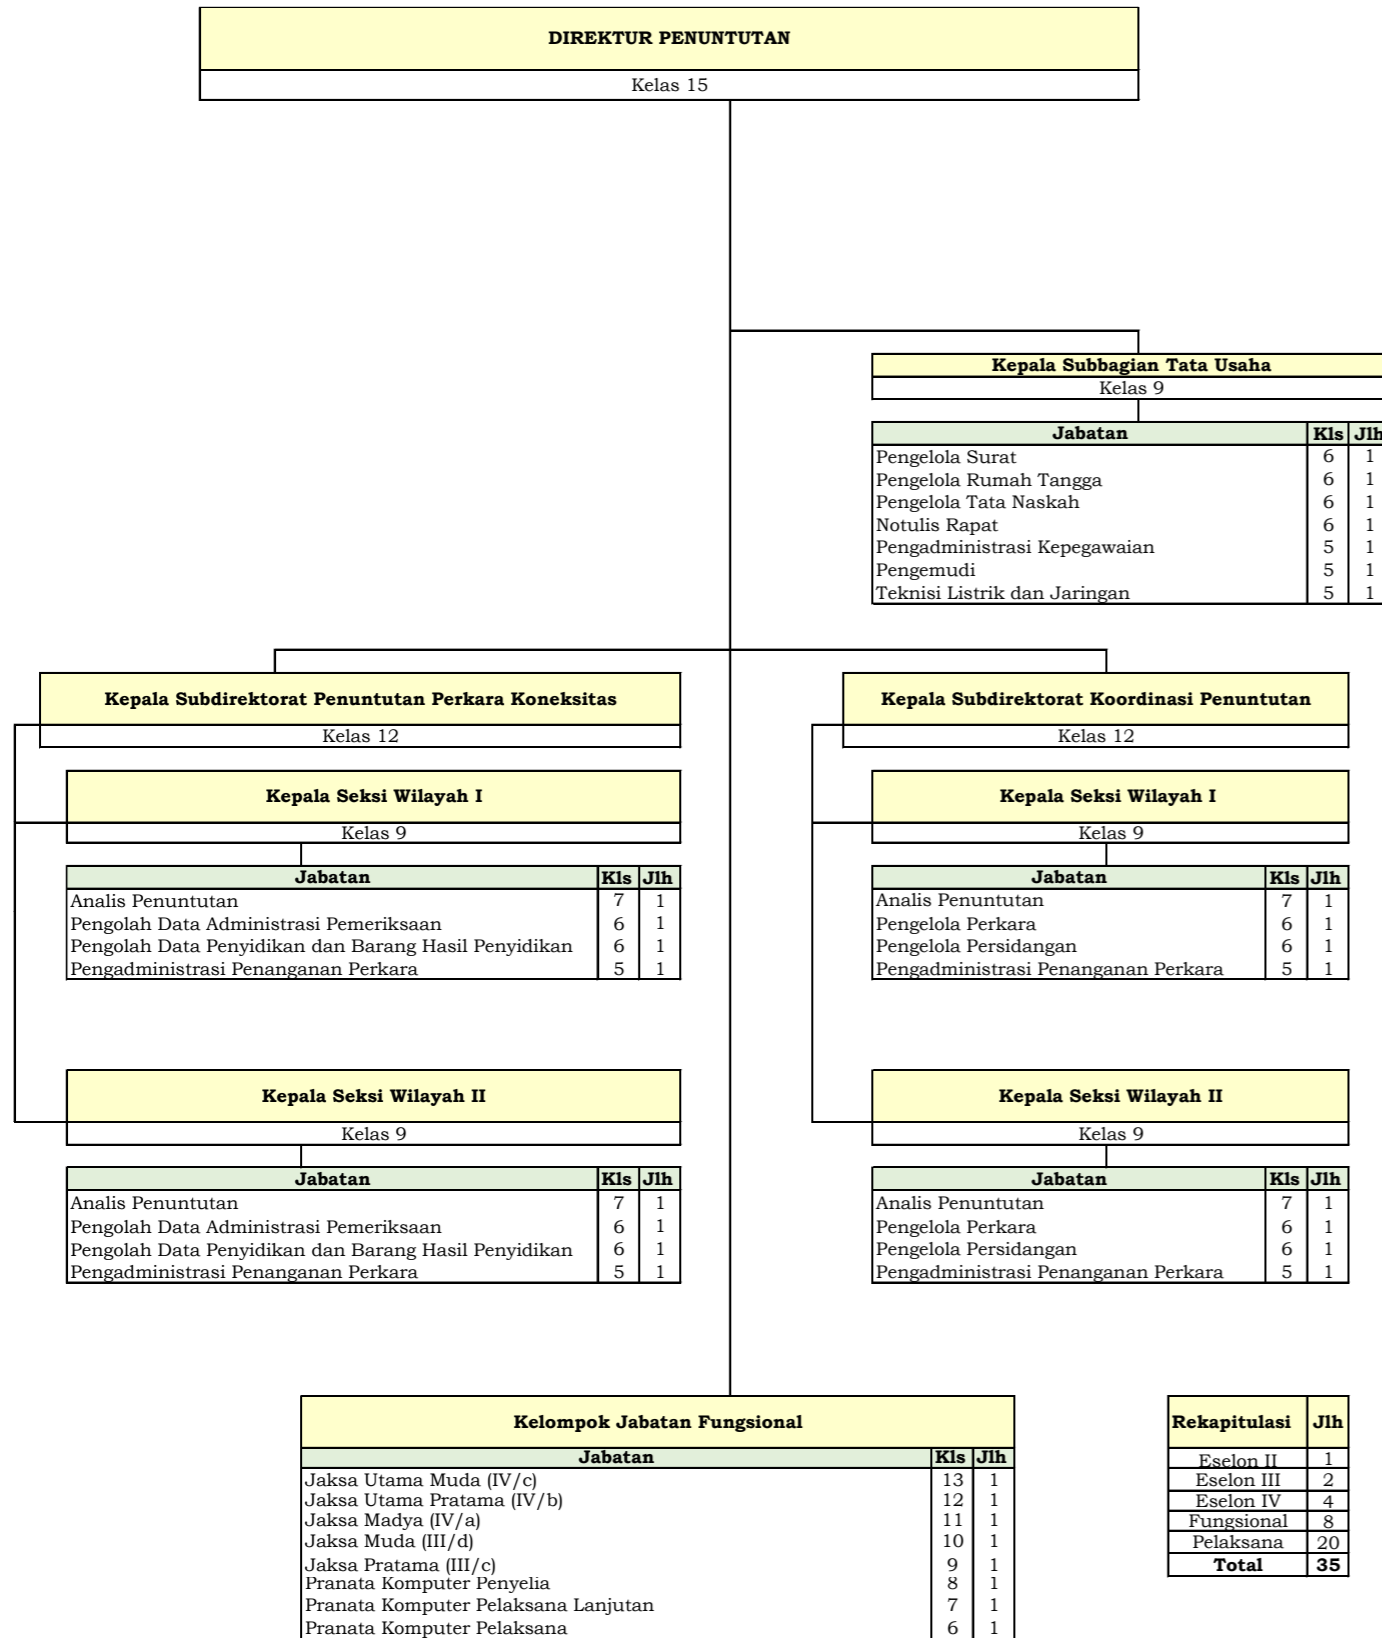 DIREKTUR PENUNTUTAN
Kelas 15
Kepala Subbagian Tata Usaha
Kelas 9
Jabatan Kls Jlh
Pengelola Surat 6 1
Pengelola Rumah Tangga 6 1
Pengelola Tata Naskah 6 1
Notulis Rapat 6 1
Pengadministrasi Kepegawaian 5 1
Pengemudi 5 1
Teknisi Listrik dan Jaringan 5 1
Kepala Subdirektorat Penuntutan Perkara Koneksitas
Kelas 12
Kepala Seksi Wilayah I
Kelas 9
Jabatan Kls Jlh
Analis Penuntutan 7 1
Pengolah Data Administrasi Pemeriksaan 6 1
Pengolah Data Penyidikan dan Barang Hasil Penyidikan 6 1
Pengadministrasi Penanganan Perkara 5 1
Kepala Seksi Wilayah II
Kelas 9
Jabatan Kls Jlh
Analis Penuntutan 7 1
Pengolah Data Administrasi Pemeriksaan 6 1
Pengolah Data Penyidikan dan Barang Hasil Penyidikan 6 1
Pengadministrasi Penanganan Perkara 5 1
Kepala Subdirektorat Koordinasi Penuntutan
Kelas 12
Kepala Seksi Wilayah I
Kelas 9
Jabatan Kls Jlh
Analis Penuntutan 7 1
Pengelola Perkara 6 1
Pengelola Persidangan 6 1
Pengadministrasi Penanganan Perkara 5 1
Kepala Seksi Wilayah II
Kelas 9
Jabatan Kls Jlh
Analis Penuntutan 7 1
Pengelola Perkara 6 1
Pengelola Persidangan 6 1
Pengadministrasi Penanganan Perkara 5 1
Kelompok Jabatan Fungsional
Jabatan Kls Jlh
Jaksa Utama Muda (IV/c) 13 1
Jaksa Utama Pratama (IV/b) 12 1
Jaksa Madya (IV/a) 11 1
Jaksa Muda (III/d) 10 1
Jaksa Pratama (III/c) 9 1
Pranata Komputer Penyelia 8 1
Pranata Komputer Pelaksana Lanjutan 7 1
Pranata Komputer Pelaksana 6 1
Rekapitulasi Jlh
Eselon II 1
Eselon III 2
Eselon IV 4
Fungsional 8
Pelaksana 20
Total 35